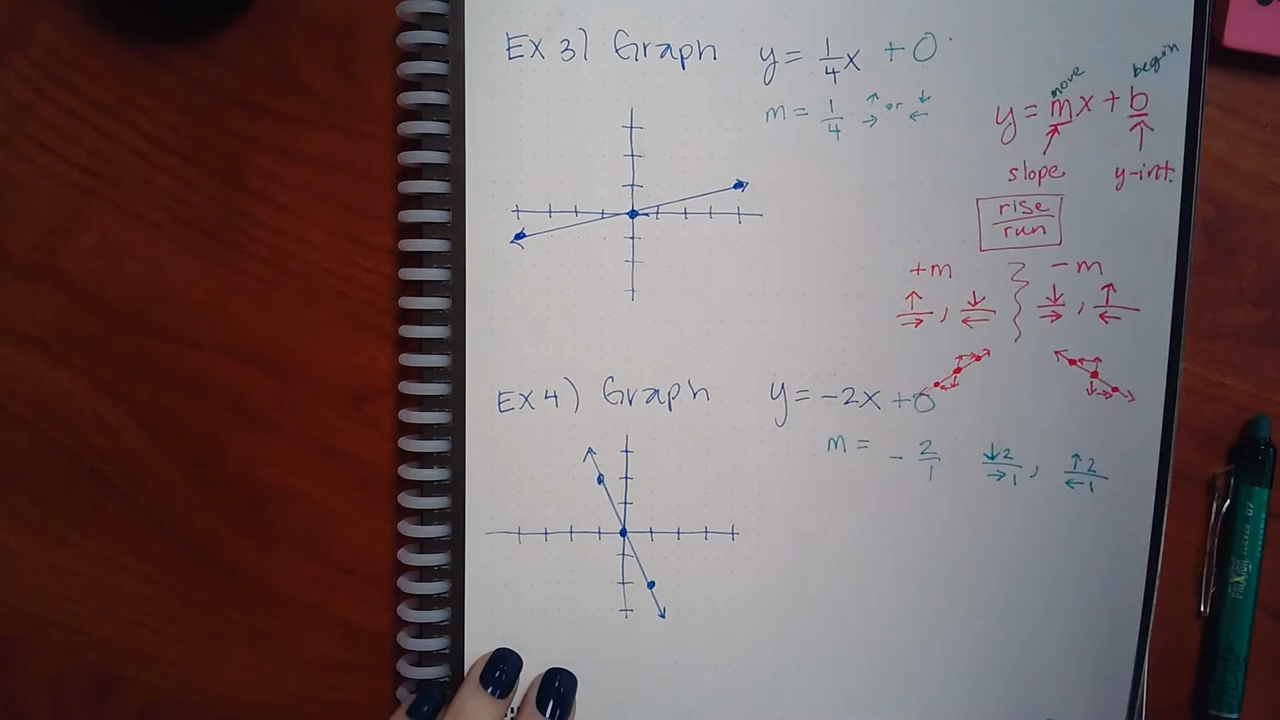 EX 3) Graph y = 1/4 x + 0
m = 1/4 ↑/→ or ↓/←
move begin
y = mx + b
slope y-int.
rise/run
+m -m
↑/→, ↓/← ↓/→, ↑/←
EX 4) Graph y = -2x + 0
m = -2/1 ↓2/→1, ↑2/←1